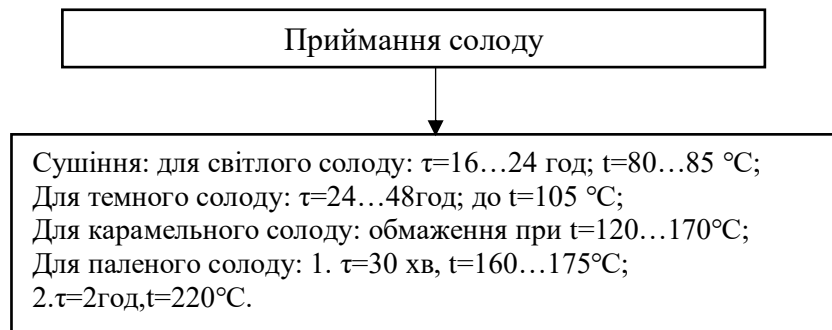 Приймання солоду
Сушіння: для світлого солоду: τ=16…24 год; t=80…85 ℃;
Для темного солоду: τ=24…48год; до t=105 ℃;
Для карамельного солоду: обмаження при t=120…170℃;
Для паленого солоду: 1. τ=30 хв, t=160…175℃;
2.τ=2год,t=220℃.